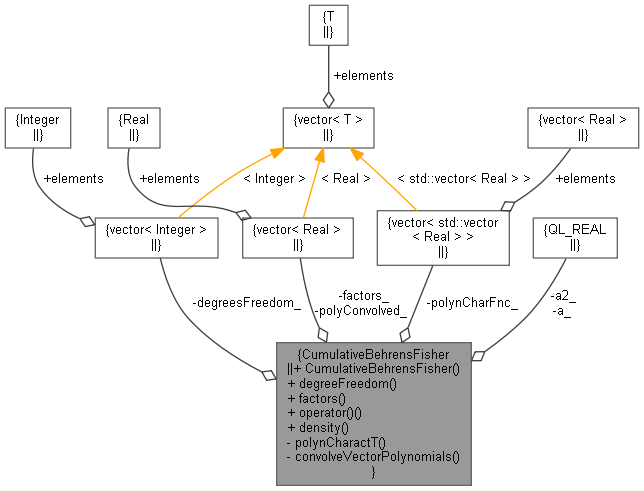 {T
||}
+elements
{Integer
||}
{Real
||}
{vector< T >
||}
{vector< Real >
||}
+elements
+elements
< Integer >
< Real >
< std::vector< Real > >
+elements
{vector< Integer >
||}
{vector< Real >
||}
{vector< std::vector
< Real > >
||}
{QL_REAL
||}
-degreesFreedom_
-factors_
-polyConvolved_
-polynCharFnc_
-a2_
-a_
{CumulativeBehrensFisher
||+ CumulativeBehrensFisher()
+ degreeFreedom()
+ factors()
+ operator()()
+ density()
- polynCharactT()
- convolveVectorPolynomials()
}